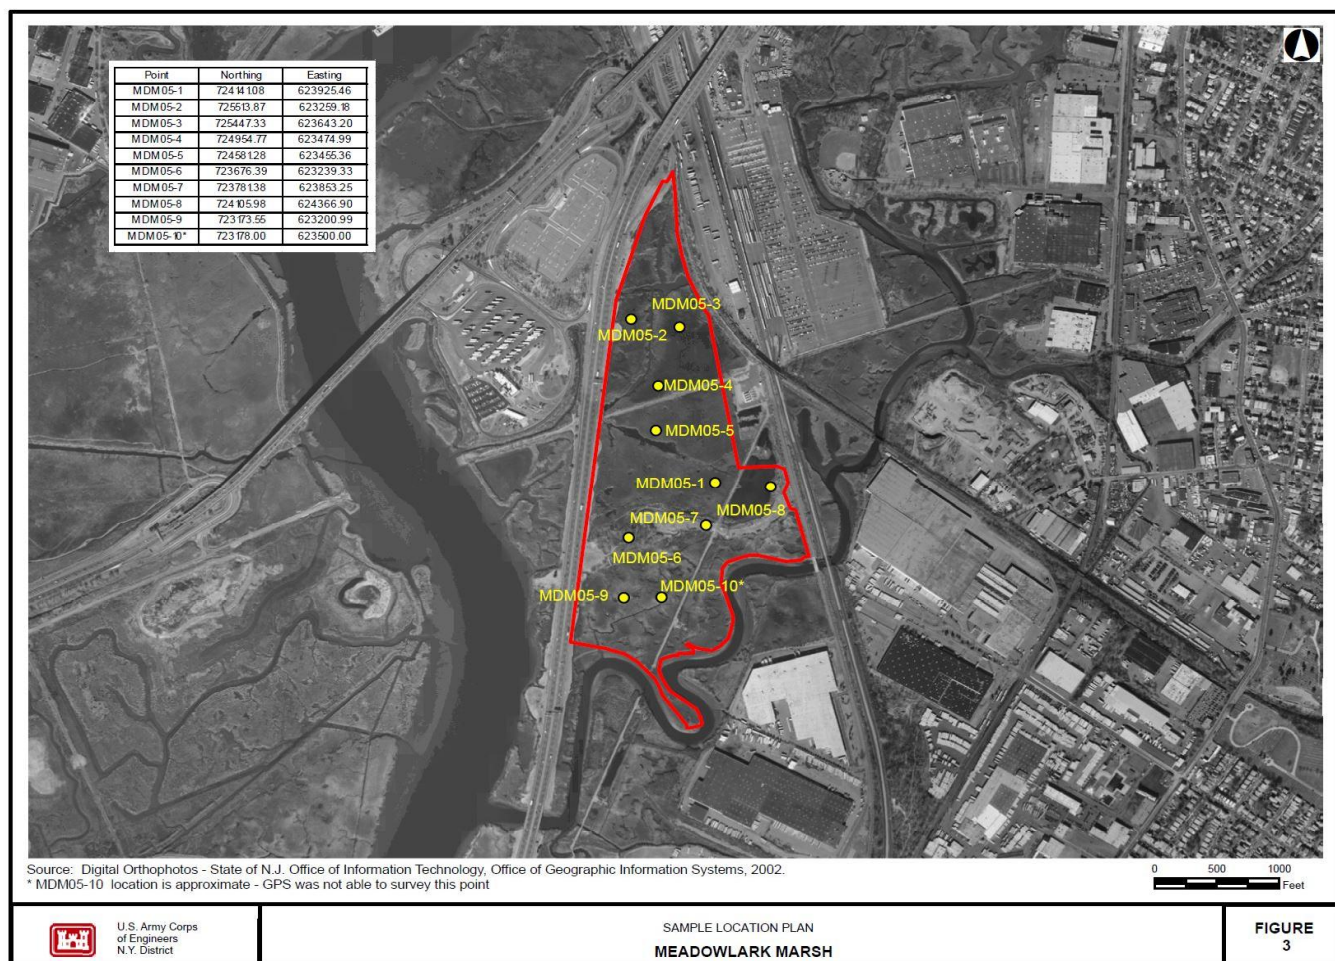 Point Northing Easting
MDM05-1 724141.08 623925.46
MDM05-2 725513.87 623259.18
MDM05-3 725447.33 623643.20
MDM05-4 724954.77 623474.99
MDM05-5 724581.28 623455.36
MDM05-6 723676.39 623239.33
MDM05-7 723781.38 623853.25
MDM05-8 724105.98 624366.90
MDM05-9 723173.55 623200.99
MDM05-10* 723178.00 623500.00
MDM05-3
MDM05-2
MDM05-4
MDM05-5
MDM05-1
MDM05-8
MDM05-7
MDM05-6
MDM05-10*
MDM05-9
Source: Digital Orthophotos - State of N.J. Office of Information Technology, Office of Geographic Information Systems, 2002.
* MDM05-10 location is approximate - GPS was not able to survey this point
0 500 1000
Feet
U.S. Army Corps
of Engineers
N.Y. District
SAMPLE LOCATION PLAN
MEADOWLARK MARSH
FIGURE
3